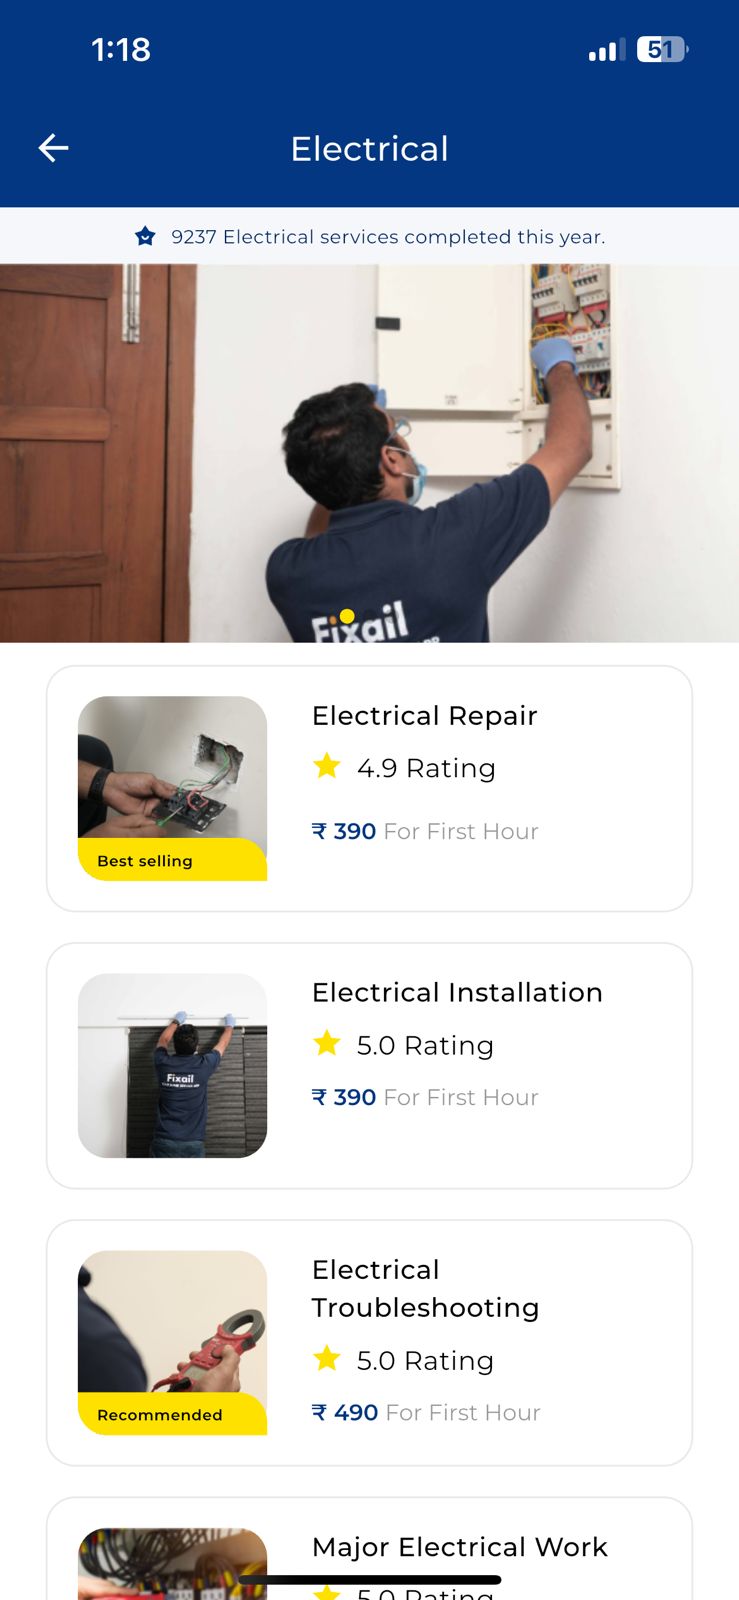 1:18
51
Electrical
9237 Electrical services completed this year.
Fixail
Electrical Repair
4.9 Rating
₹ 390 For First Hour
Best selling
Electrical Installation
5.0 Rating
₹ 390 For First Hour
Fixail
Electrical
Troubleshooting
5.0 Rating
₹ 490 For First Hour
Recommended
Major Electrical Work
5.0 Rating